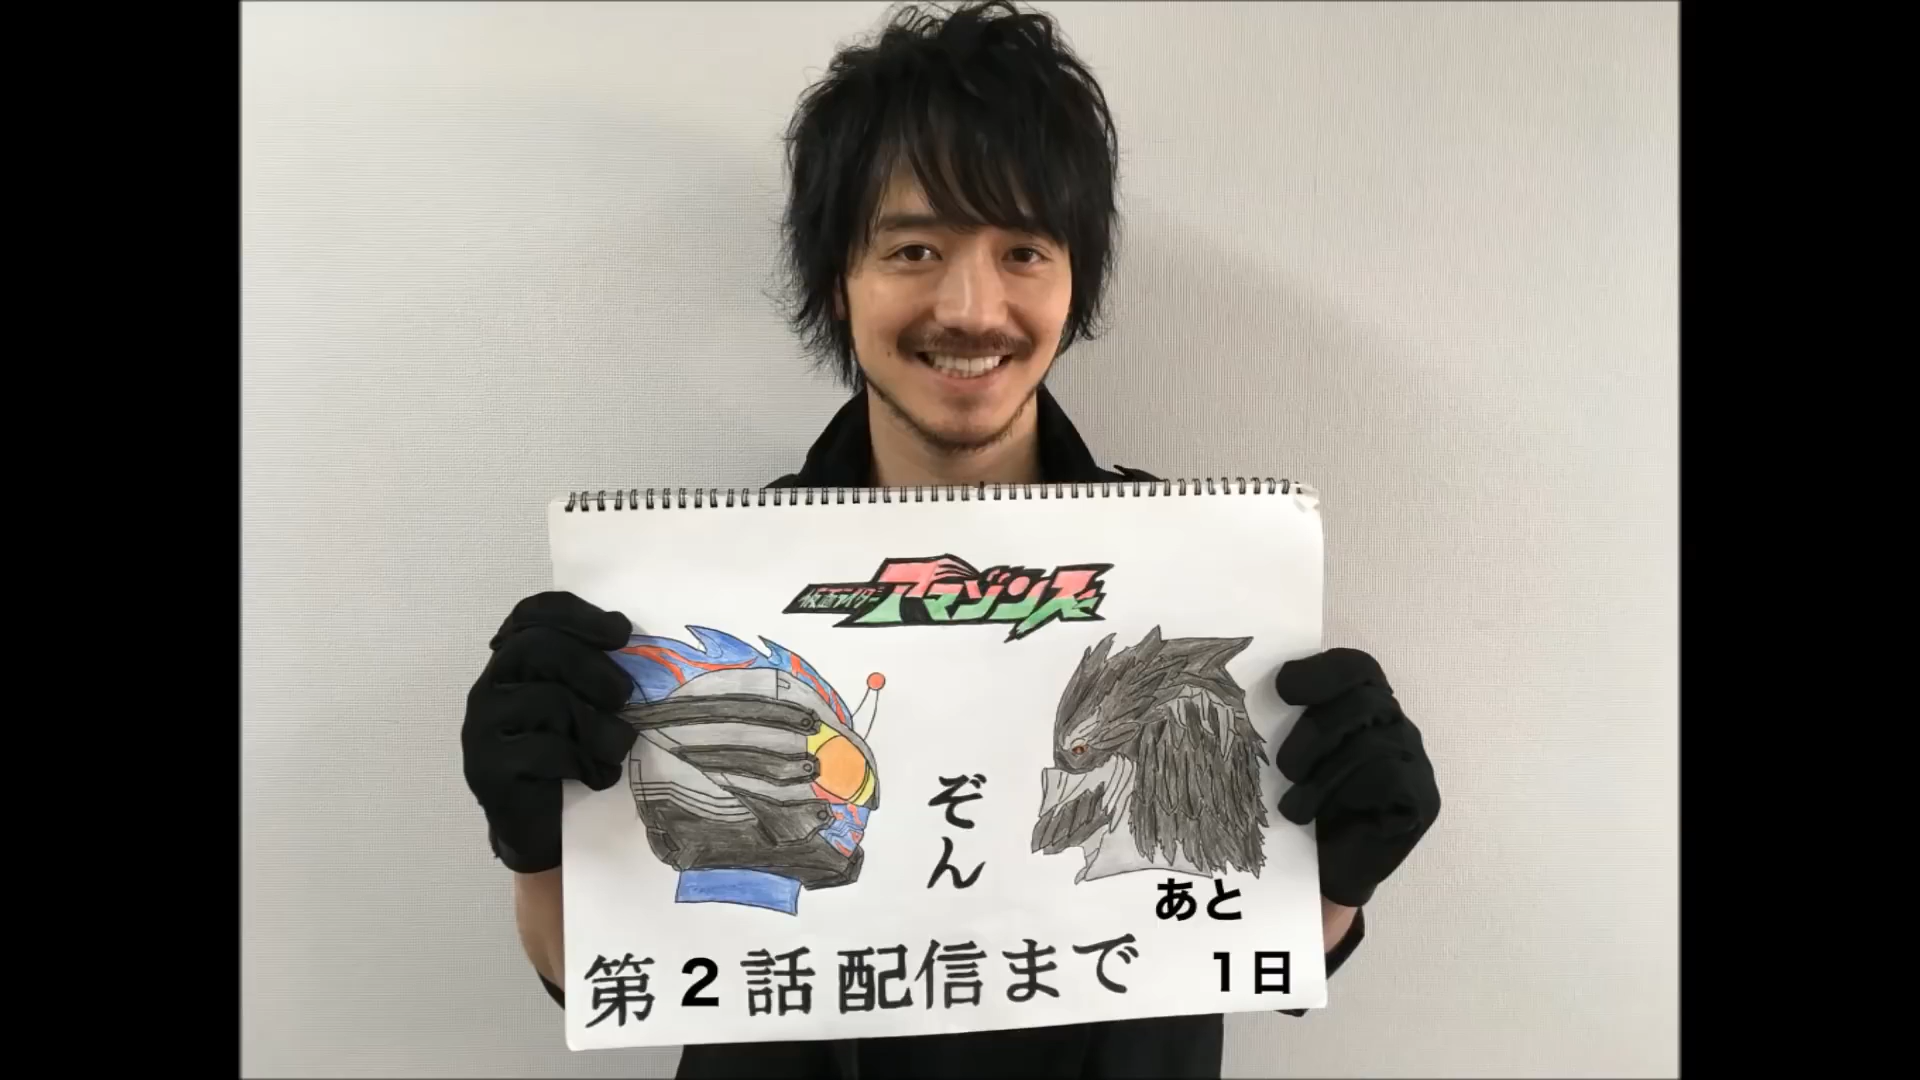 仮面ライダー
アマゾンズ
ぞん
あと
第2話配信まで
1日